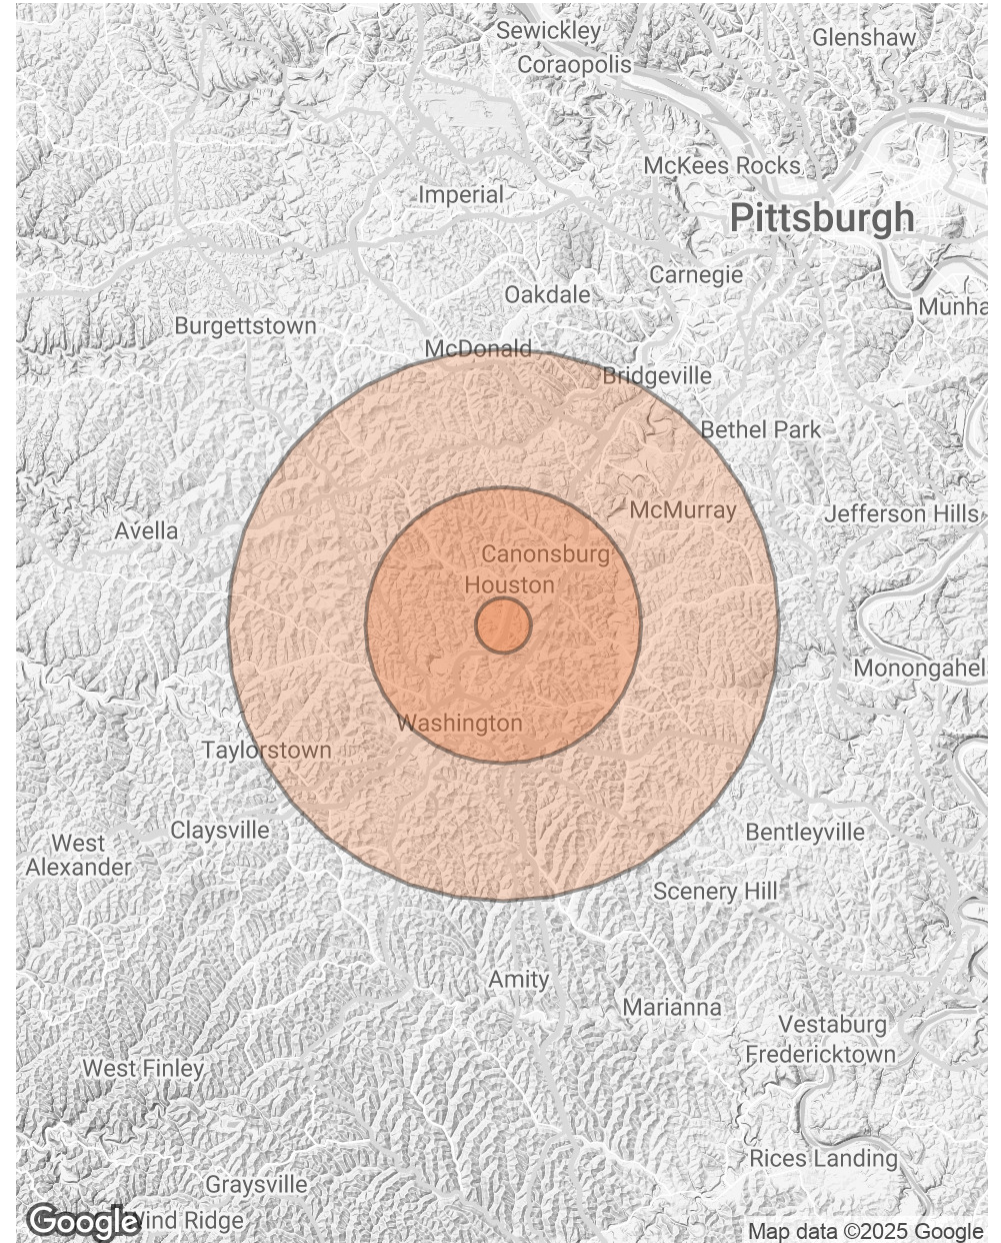 Sewickley
Glenshaw
Coraopolis
McKees Rocks
Imperial
Pittsburgh
Carnegie
Oakdale
Munha
Burgettstown
McDonald
Bridgeville
Bethel Park
McMurray
Jefferson Hills
Avella
Canonsburg
Houston
Monongahel
Washington
Taylorstown
Claysville
Bentleyville
West
Alexander
Scenery Hill
Amity
Marianna
Vestaburg
Fredericktown
West Finley
Rices Landing
Graysville
Google
Wind Ridge
Map data ©2025 Google